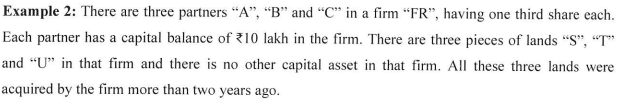 Example 2: There are three partners “A”, “B” and “C” in a firm “FR”, having one third share each.
Each partner has a capital balance of ₹10 lakh in the firm. There are three pieces of lands “S”, “T”
and “U” in that firm and there is no other capital asset in that firm. All these three lands were
acquired by the firm more than two years ago.